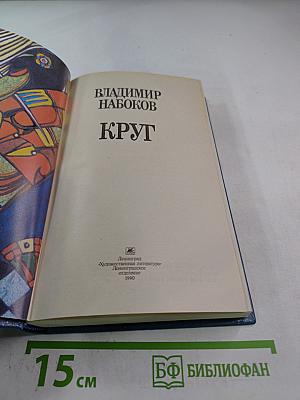 ВЛАДИМИР
НАБОКОВ
КРУГ
Ленинград
«Художественная литература»
Ленинградское
отделение
1990
15 см
БФ БИБЛИОФАН